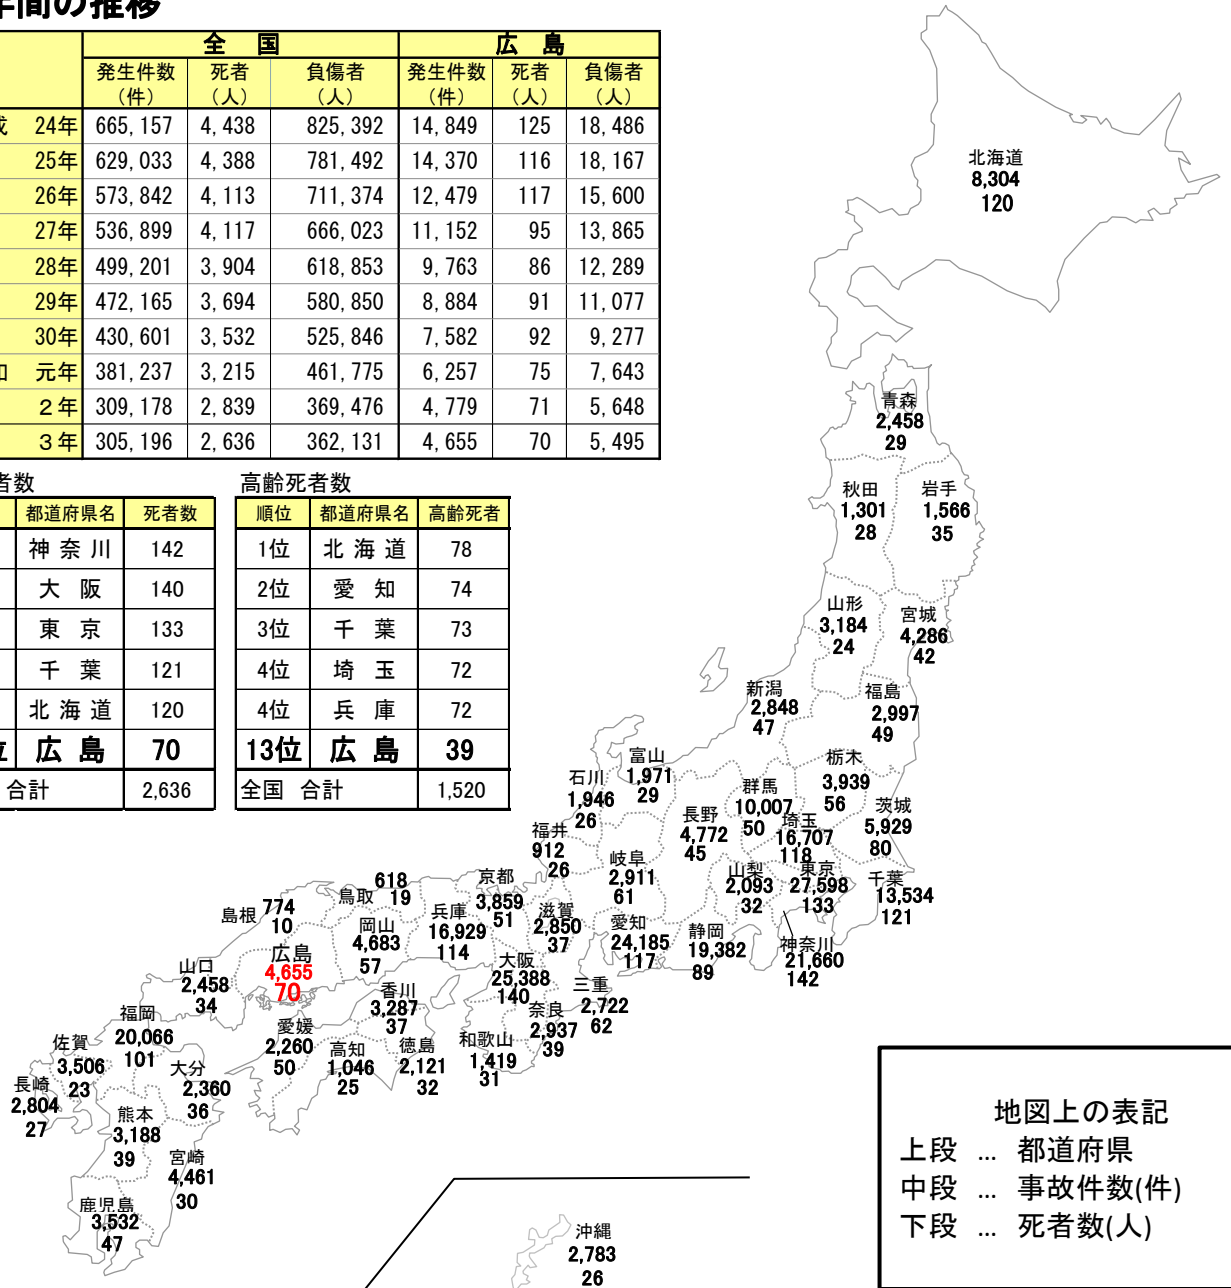 年間の推移
全 国 広 島
発生件数 死者 負傷者 発生件数 死者 負傷者
(件) (人) (人) (件) (人) (人)
成 24年 665,157 4,438 825,392 14,849 125 18,486
25年 629,033 4,388 781,492 14,370 116 18,167
26年 573,842 4,113 711,374 12,479 117 15,600
27年 536,899 4,117 666,023 11,152 95 13,865
28年 499,201 3,904 618,853 9,763 86 12,289
29年 472,165 3,694 580,850 8,884 91 11,077
30年 430,601 3,532 525,846 7,582 92 9,277
和 元年 381,237 3,215 461,775 6,257 75 7,643
2年 309,178 2,839 369,476 4,779 71 5,648
3年 305,196 2,636 362,131 4,655 70 5,495
者数
都道府県名 死者数
神奈川 142
大 阪 140
東 京 133
千 葉 121
北海道 120
位 広 島 70
合計 2,636
高齢死者数
順位 都道府県名 高齢死者
1位 北海道 78
2位 愛 知 74
3位 千 葉 73
4位 埼 玉 72
4位 兵 庫 72
13位 広 島 39
全国 合計 1,520
北海道
8,304
120
青森
2,458
29
秋田
1,301
28
岩手
1,566
35
山形
3,184
24
宮城
4,286
42
新潟
2,848
47
福島
2,997
49
富山
1,971
29
石川
1,946
26
福井
912
26
栃木
3,939
56
群馬
10,007
50
茨城
5,929
80
埼玉
16,707
118
長野
4,772
45
岐阜
2,911
61
山梨
2,093
32
東京
27,598
133
千葉
13,534
121
神奈川
21,660
142
静岡
19,382
89
愛知
24,185
117
三重
2,722
62
滋賀
2,850
37
京都
3,859
51
兵庫
16,929
114
大阪
25,388
140
奈良
2,937
39
和歌山
1,419
31
鳥取
618
19
島根
774
10
岡山
4,683
57
広島
4,655
70
山口
2,458
34
香川
3,287
37
愛媛
2,260
50
高知
1,046
25
徳島
2,121
32
福岡
20,066
101
佐賀
3,506
23
長崎
2,804
27
大分
2,360
36
熊本
3,188
39
宮崎
4,461
30
鹿児島
3,532
47
沖縄
2,783
26
地図上の表記
上段 … 都道府県
中段 … 事故件数(件)
下段 … 死者数(人)